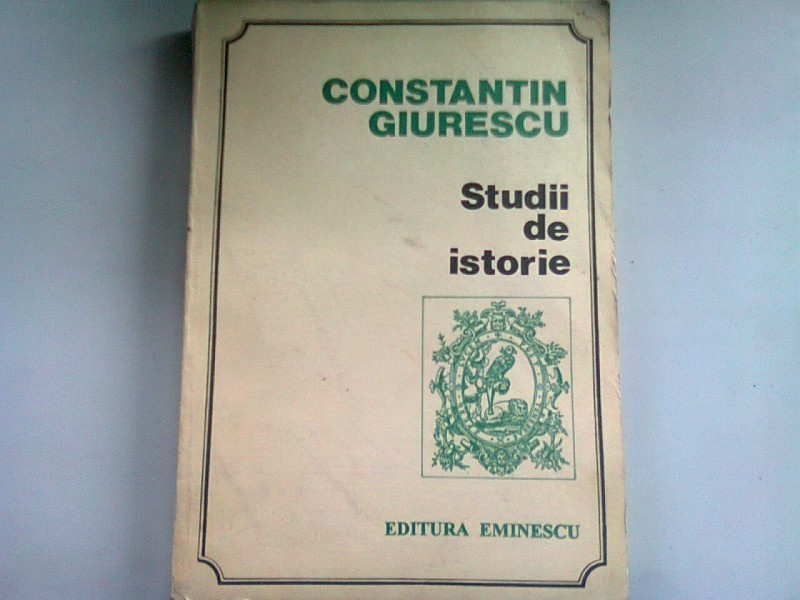 CONSTANTIN
GIURESCU
Studii
de
istorie
EDITURA EMINESCU